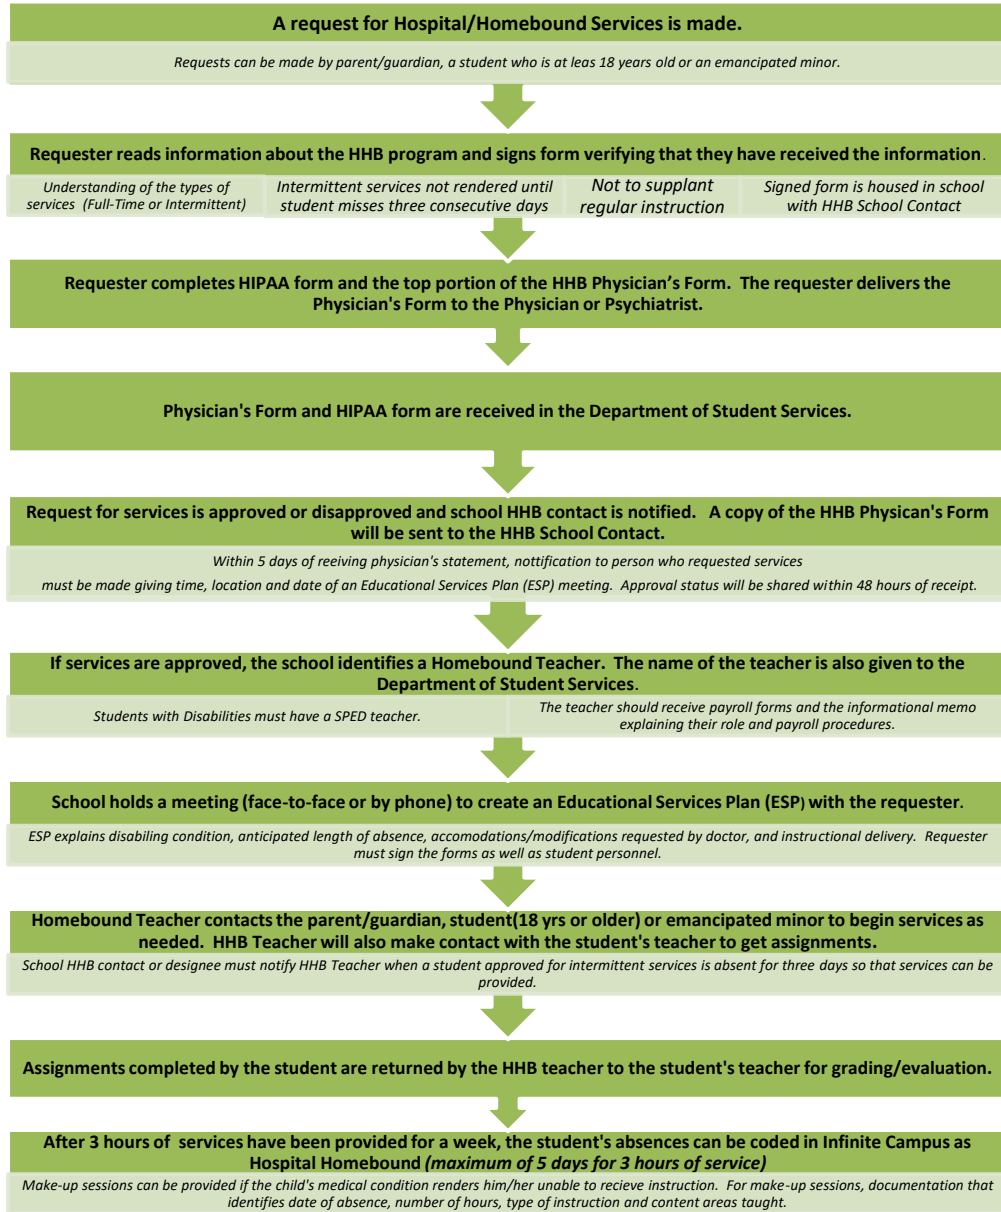 A request for Hospital/Homebound Services is made.
Requests can be made by parent/guardian, a student who is at leas 18 years old or an emancipated minor.
Requester reads information about the HHB program and signs form verifying that they have received the information.
Understanding of the types of
services (Full-Time or Intermittent)
Intermittent services not rendered until
student misses three consecutive days
Not to supplant
regular instruction
Signed form is housed in school
with HHB School Contact
Requester completes HIPAA form and the top portion of the HHB Physician's Form. The requester delivers the
Physician's Form to the Physician or Psychiatrist.
Physician's Form and HIPAA form are received in the Department of Student Services.
Request for services is approved or disapproved and school HHB contact is notified. A copy of the HHB Physican's Form
will be sent to the HHB School Contact.
Within 5 days of reeiving physician's statement, nottification to person who requested services
must be made giving time, location and date of an Educational Services Plan (ESP) meeting. Approval status will be shared within 48 hours of receipt.
If services are approved, the school identifies a Homebound Teacher. The name of the teacher is also given to the
Department of Student Services.
Students with Disabilities must have a SPED teacher.
The teacher should receive payroll forms and the informational memo
explaining their role and payroll procedures.
School holds a meeting (face-to-face or by phone) to create an Educational Services Plan (ESP) with the requester.
ESP explains disabiling condition, anticipated length of absence, accomodations/modifications requested by doctor, and instructional delivery. Requester
must sign the forms as well as student personnel.
Homebound Teacher contacts the parent/guardian, student(18 yrs or older) or emancipated minor to begin services as
needed. HHB Teacher will also make contact with the student's teacher to get assignments.
School HHB contact or designee must notify HHB Teacher when a student approved for intermittent services is absent for three days so that services can be
provided.
Assignments completed by the student are returned by the HHB teacher to the student's teacher for grading/evaluation.
After 3 hours of services have been provided for a week, the student's absences can be coded in Infinite Campus as
Hospital Homebound (maximum of 5 days for 3 hours of service)
Make-up sessions can be provided if the child's medical condition renders him/her unable to recieve instruction. For make-up sessions, documentation that
identifies date of absence, number of hours, type of instruction and content areas taught.